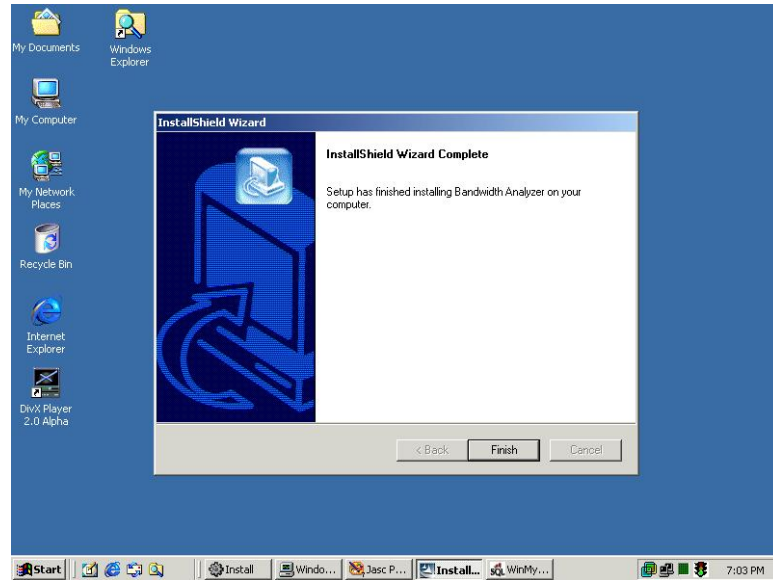 My Documents
Windows
Explorer
My Computer
My Network
Places
Recycle Bin
Internet
Explorer
DivX Player
2.0 Alpha
InstallShield Wizard
InstallShield Wizard Complete
Setup has finished installing Bandwidth Analyzer on your
computer.
< Back Finish Cancel
Start Install Windo... Jasc P... Install... WinMy... 7:03 PM